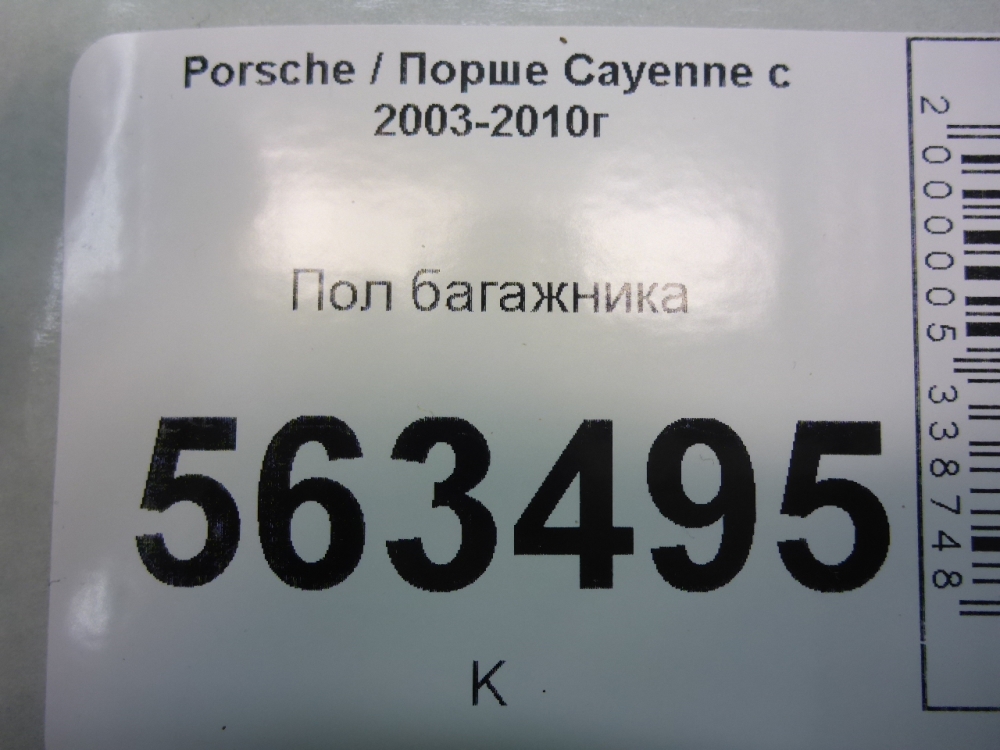 Porsche / Порше Cayenne с
2003-2010г
Пол багажника
563495
К
2000005338748